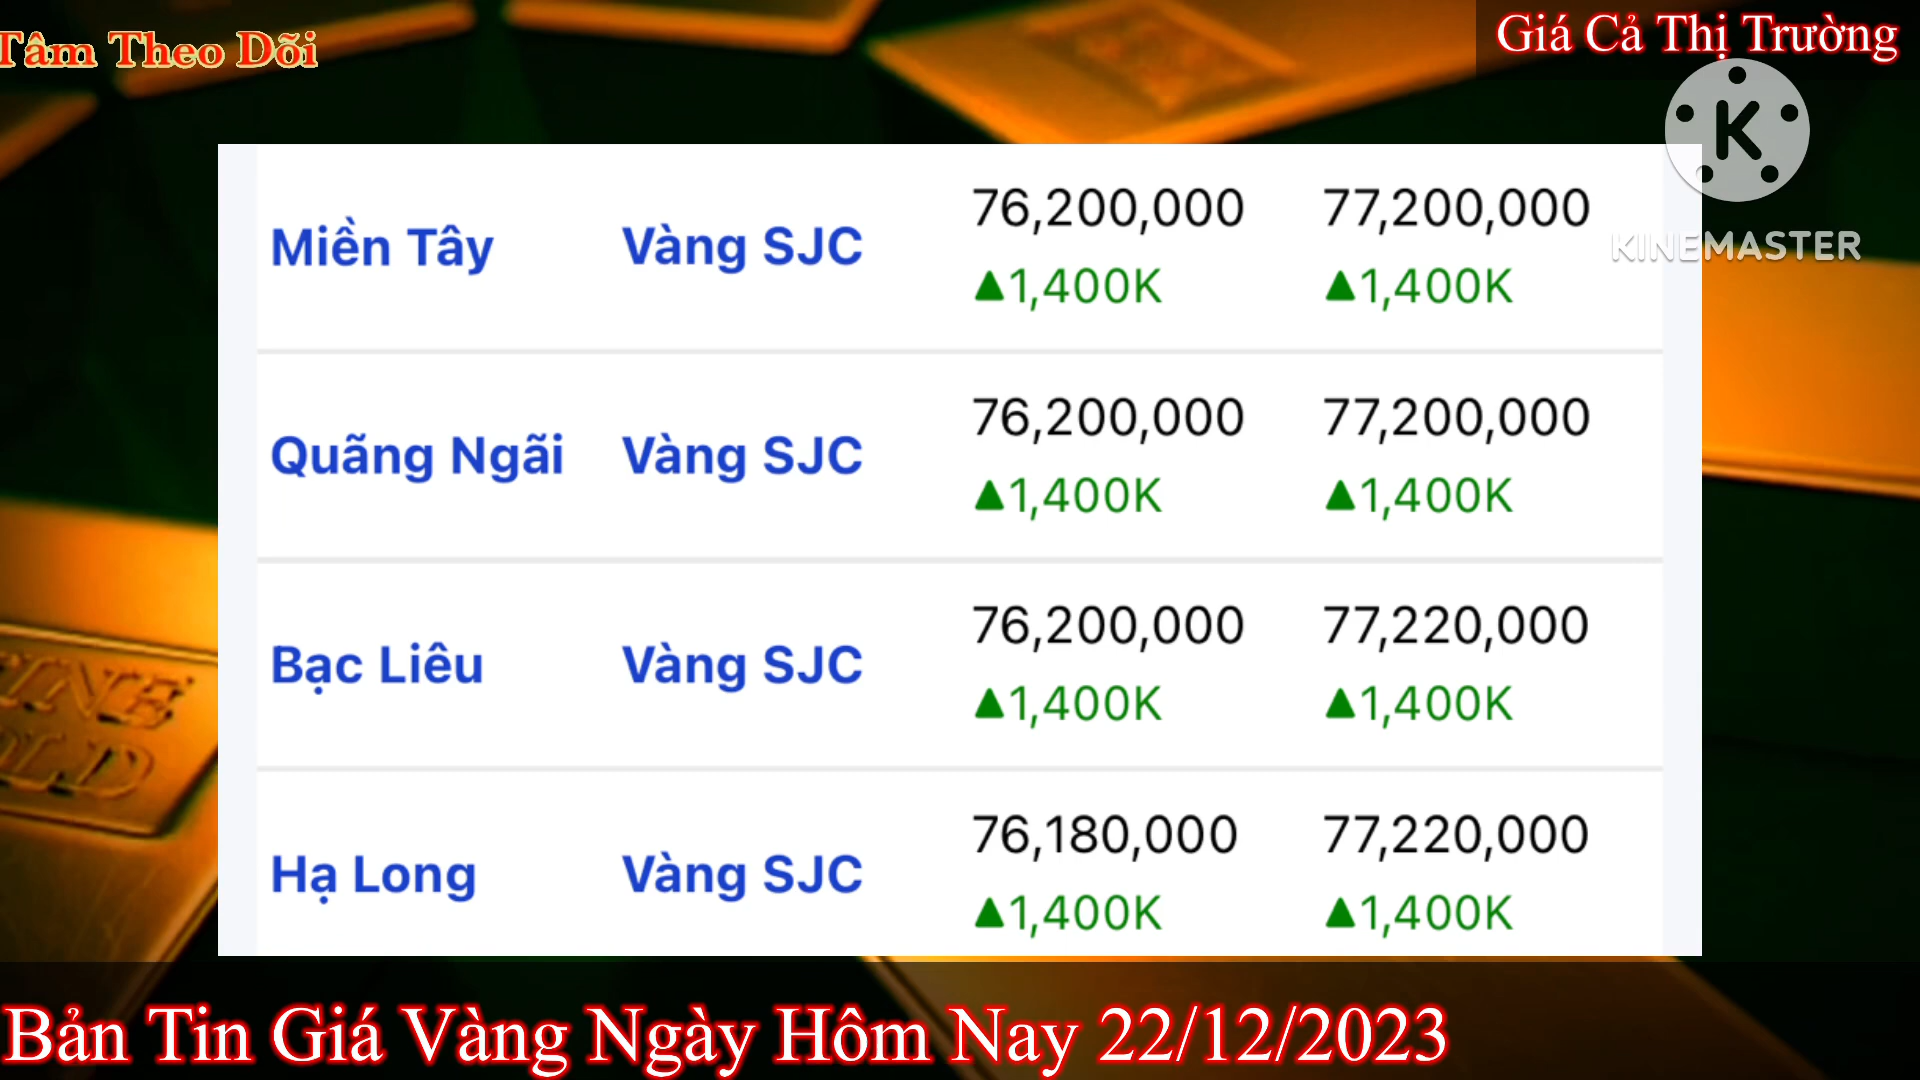 Tâm Theo Dõi
Giá Cả Thị Trường
K
KINEMASTER
Miền Tây Vàng SJC 76,200,000 77,200,000
▲1,400K ▲1,400K
Quãng Ngãi Vàng SJC 76,200,000 77,200,000
▲1,400K ▲1,400K
Bạc Liêu Vàng SJC 76,200,000 77,220,000
▲1,400K ▲1,400K
Hạ Long Vàng SJC 76,180,000 77,220,000
▲1,400K ▲1,400K
Bản Tin Giá Vàng Ngày Hôm Nay 22/12/2023